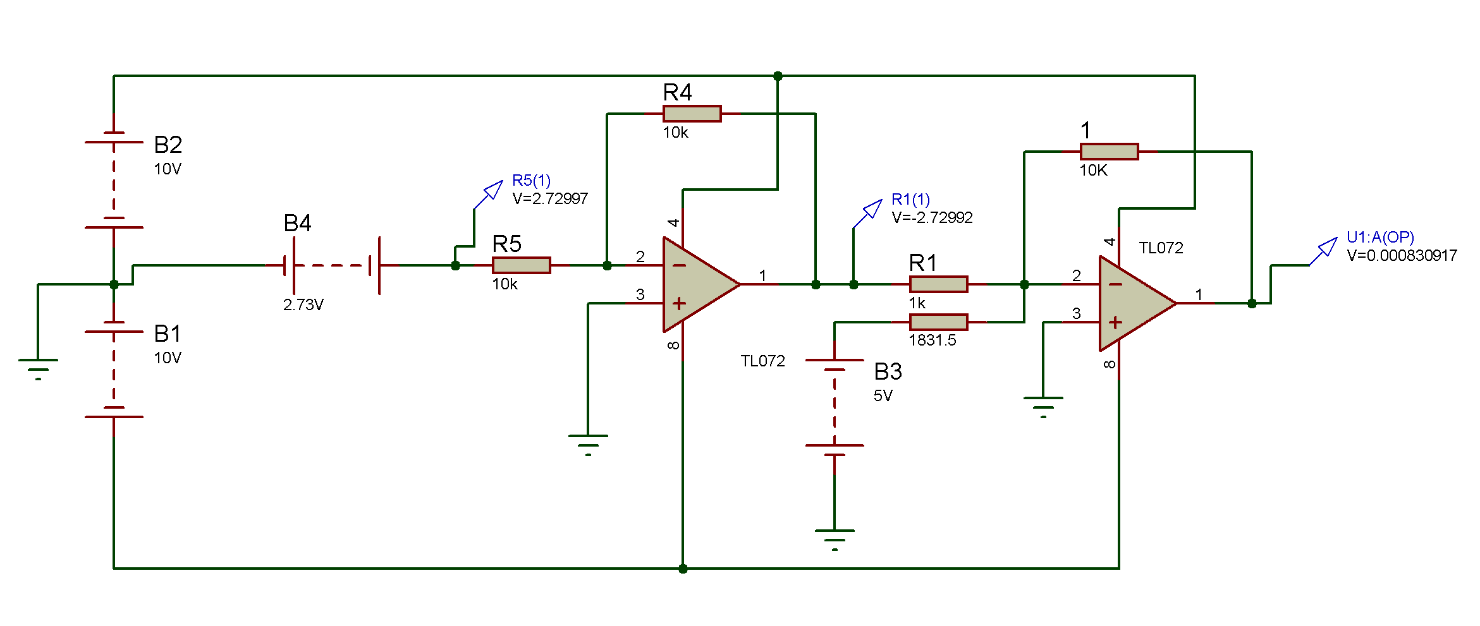 R4
10k
B2
10V
1
10K
R5(1)
V=2.72997
R1(1)
V=-2.72992
B4
2.73V
R5
10k
4
2
3
1
8
TL072
R1
1k
1831.5
4
TL072
2
3
1
8
U1:A(OP)
V=0.000830917
B1
10V
B3
5V